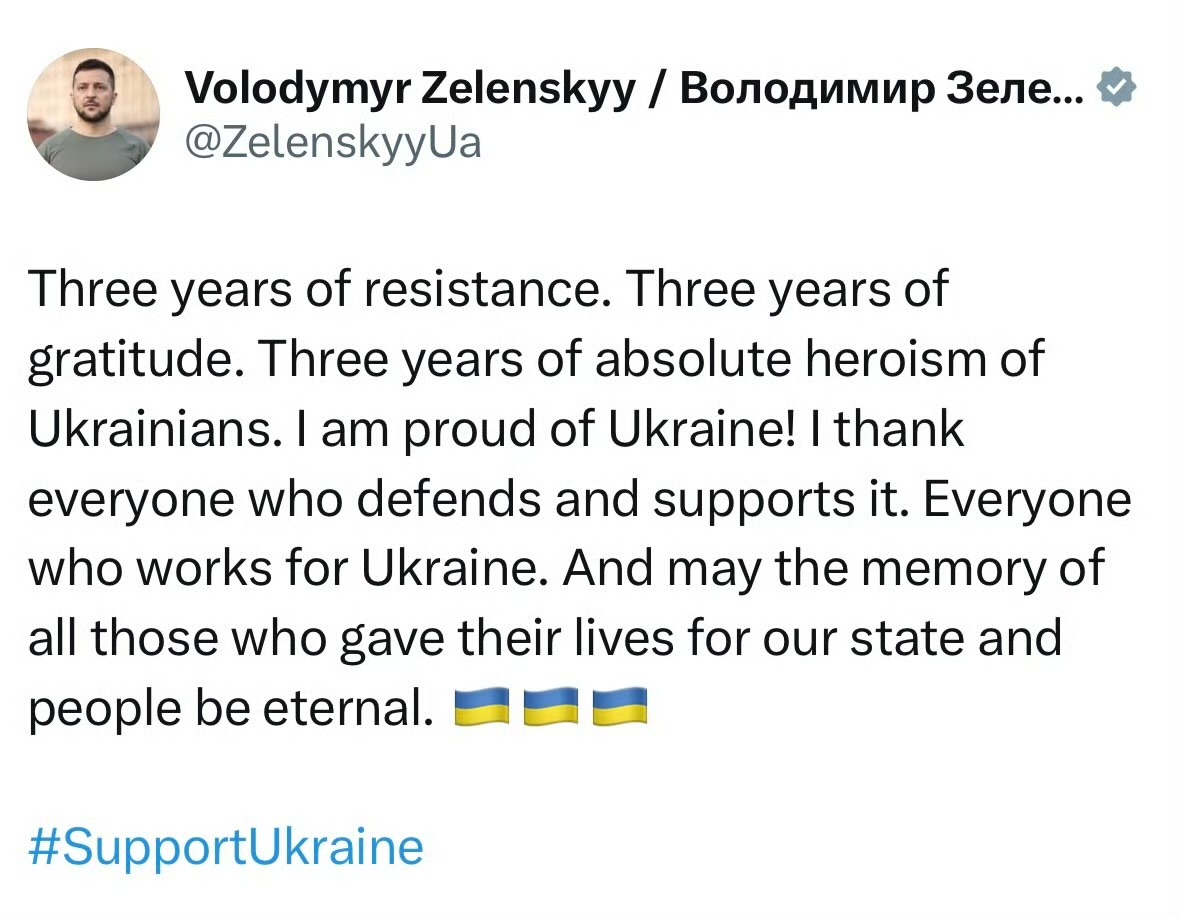 Volodymyr Zelenskyy / Володимир Зеле...
@ZelenskyyUa
Three years of resistance. Three years of
gratitude. Three years of absolute heroism of
Ukrainians. I am proud of Ukraine! I thank
everyone who defends and supports it. Everyone
who works for Ukraine. And may the memory of
all those who gave their lives for our state and
people be eternal. 🇺🇦 🇺🇦 🇺🇦
#SupportUkraine